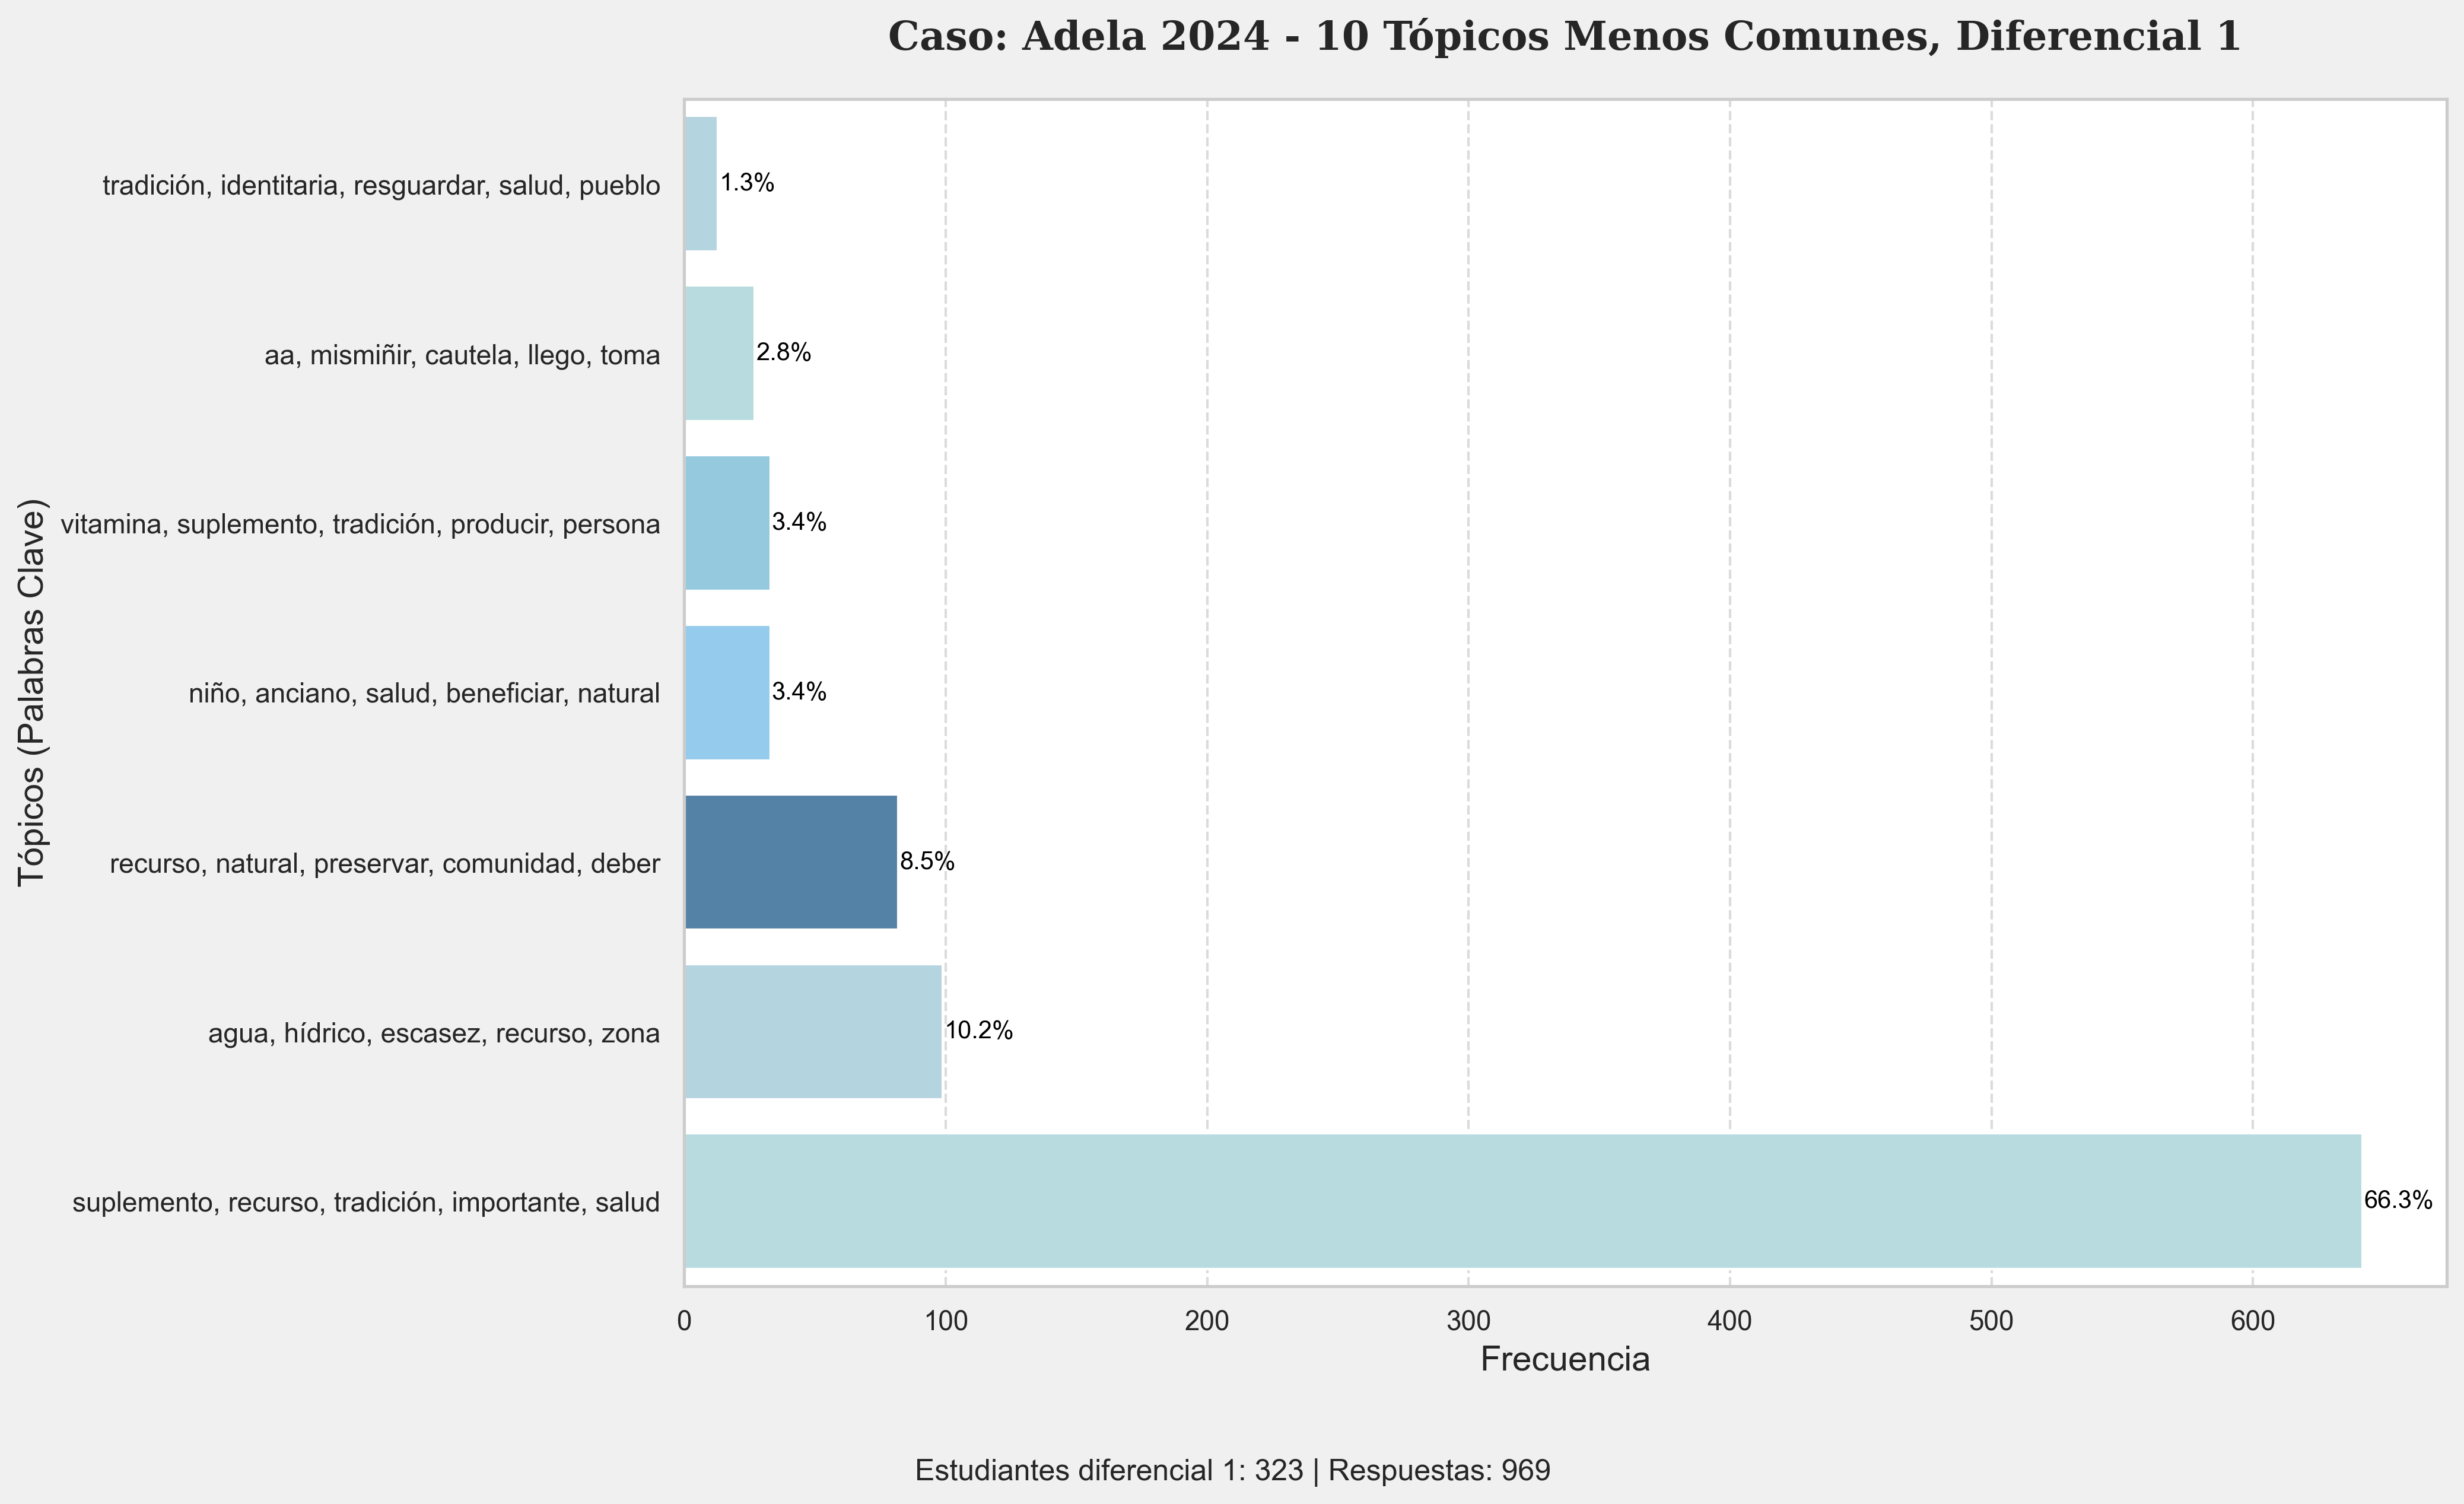 Caso: Adela 2024 - 10 Tópicos Menos Comunes, Diferencial 1
Tópicos (Palabras Clave)
tradición, identitaria, resguardar, salud, pueblo
1.3%
aa, mismiñir, cautela, llego, toma
2.8%
vitamina, suplemento, tradición, producir, persona
3.4%
niño, anciano, salud, beneficiar, natural
3.4%
recurso, natural, preservar, comunidad, deber
8.5%
agua, hídrico, escasez, recurso, zona
10.2%
suplemento, recurso, tradición, importante, salud
66.3%
0 100 200 300 400 500 600
Frecuencia
Estudiantes diferencial 1: 323 | Respuestas: 969